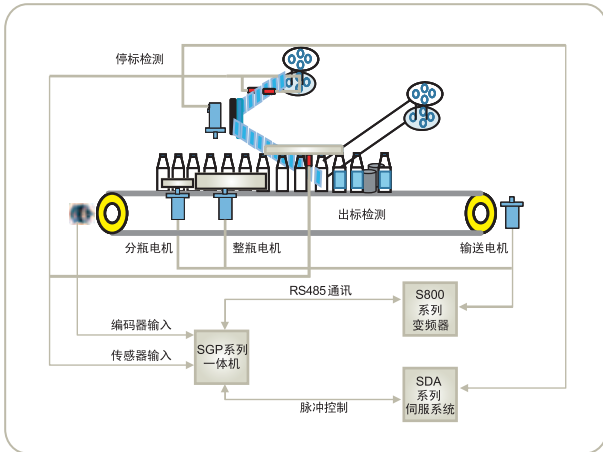 停标检测
出标检测
分瓶电机
整瓶电机
输送电机
RS485通讯
S800
系列
变频器
编码器输入
SGP系列
一体机
传感器输入
SDA
系列
伺服系统
脉冲控制